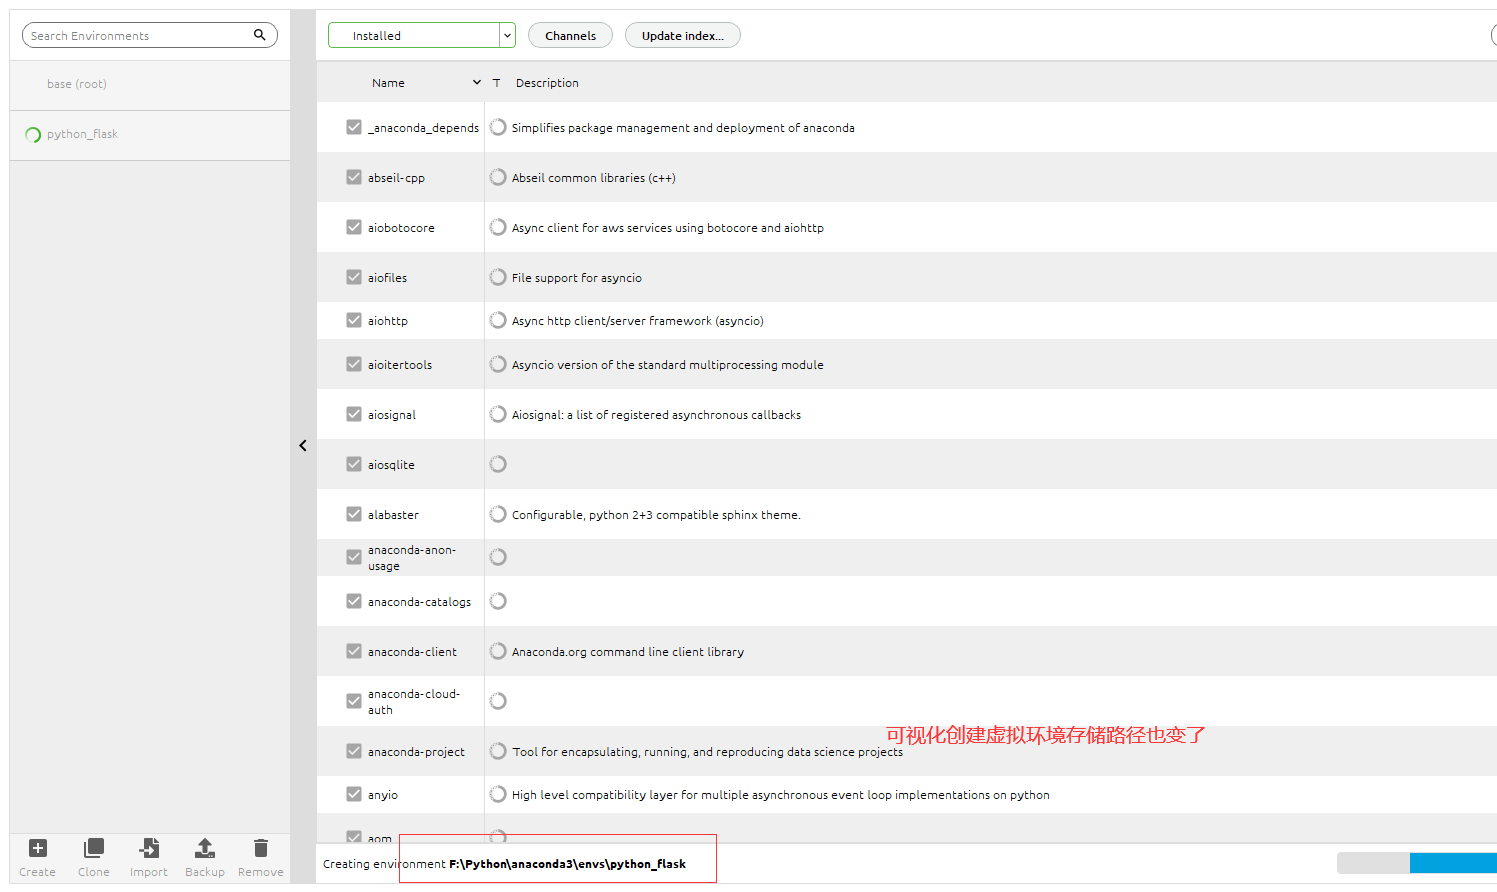 Search Environments
Installed
Channels
Update index...
base (root)
python_flask
Name
T
Description
_anaconda_depends
Simplifies package management and deployment of anaconda
abseil-cpp
Abseil common libraries (c++)
aiobotocore
Async client for aws services using botocore and aiohttp
aiofiles
File support for asyncio
aiohttp
Async http client/server framework (asyncio)
aioitertools
Asyncio version of the standard multiprocessing module
aiosignal
Aiosignal: a list of registered asynchronous callbacks
aiosqlite
alabaster
Configurable, python 2+3 compatible sphinx theme.
anaconda-anon-
usage
anaconda-catalogs
anaconda-client
Anaconda.org command line client library
anaconda-cloud-
auth
可视化创建虚拟环境存储路径也变了
anaconda-project
Tool for encapsulating, running, and reproducing data science projects
anyio
High level compatibility layer for multiple asynchronous event loop implementations on python
aom
Creating environment F:\Python\anaconda3\envs\python_flask
Create
Clone
Import
Backup
Remove